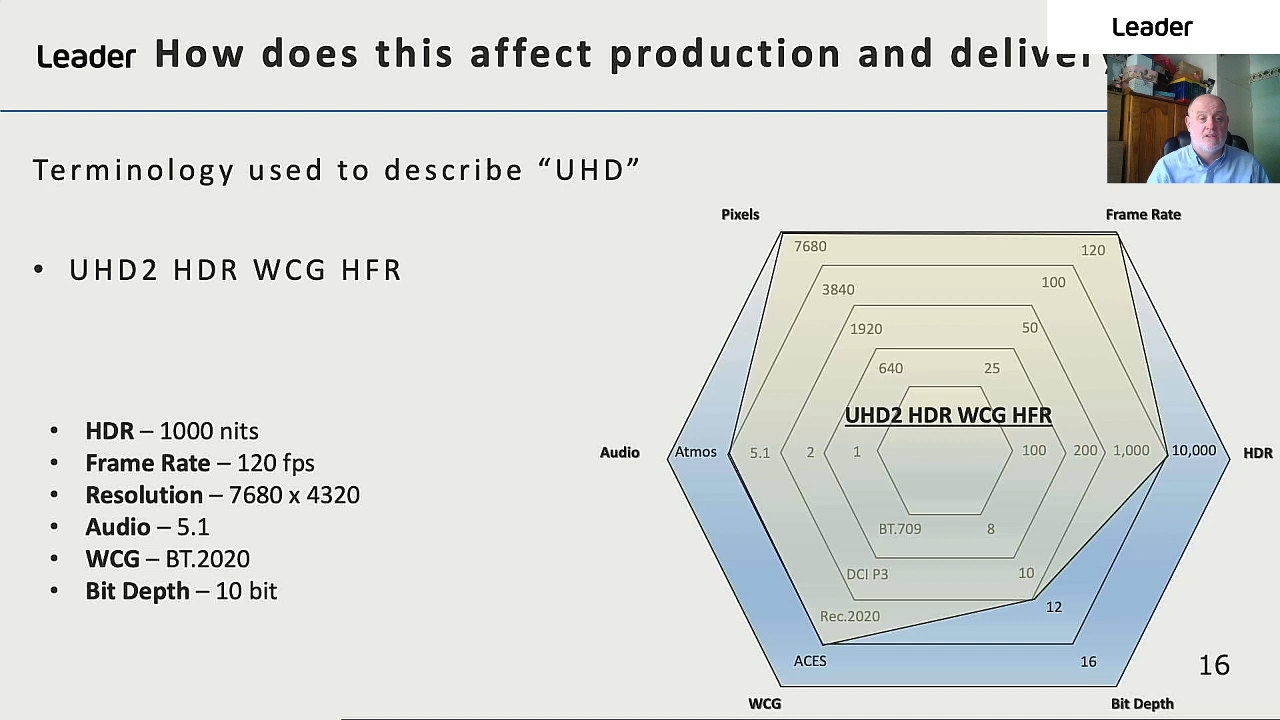 Leader How does this affect production and delivery
Leader
Terminology used to describe “UHD”
• UHD2 HDR WCG HFR
• HDR – 1000 nits
• Frame Rate – 120 fps
• Resolution – 7680 x 4320
• Audio – 5.1
• WCG – BT.2020
• Bit Depth – 10 bit
Pixels
Frame Rate
7680
120
3840
100
1920
50
640
25
UHD2 HDR WCG HFR
Audio
Atmos
5.1
2
1
100
200
1,000
10,000
HDR
BT.709
8
DCI P3
10
Rec.2020
12
ACES
16
WCG
Bit Depth
16